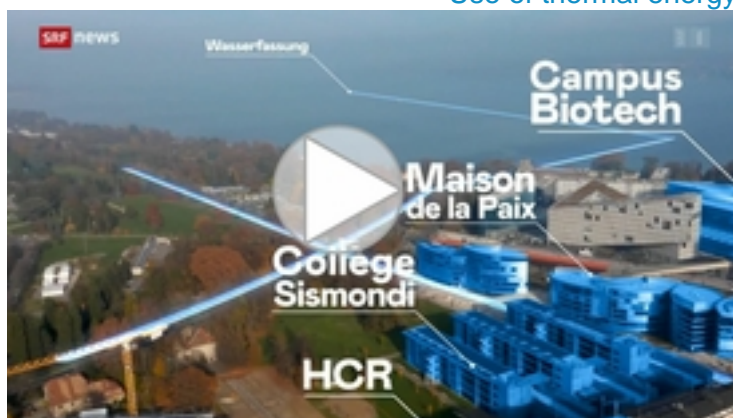 Use of thermal energy
SRF news
Wasserfassung
Campus
Biotech
Maison
de la Paix
Collège
Sismondi
HCR